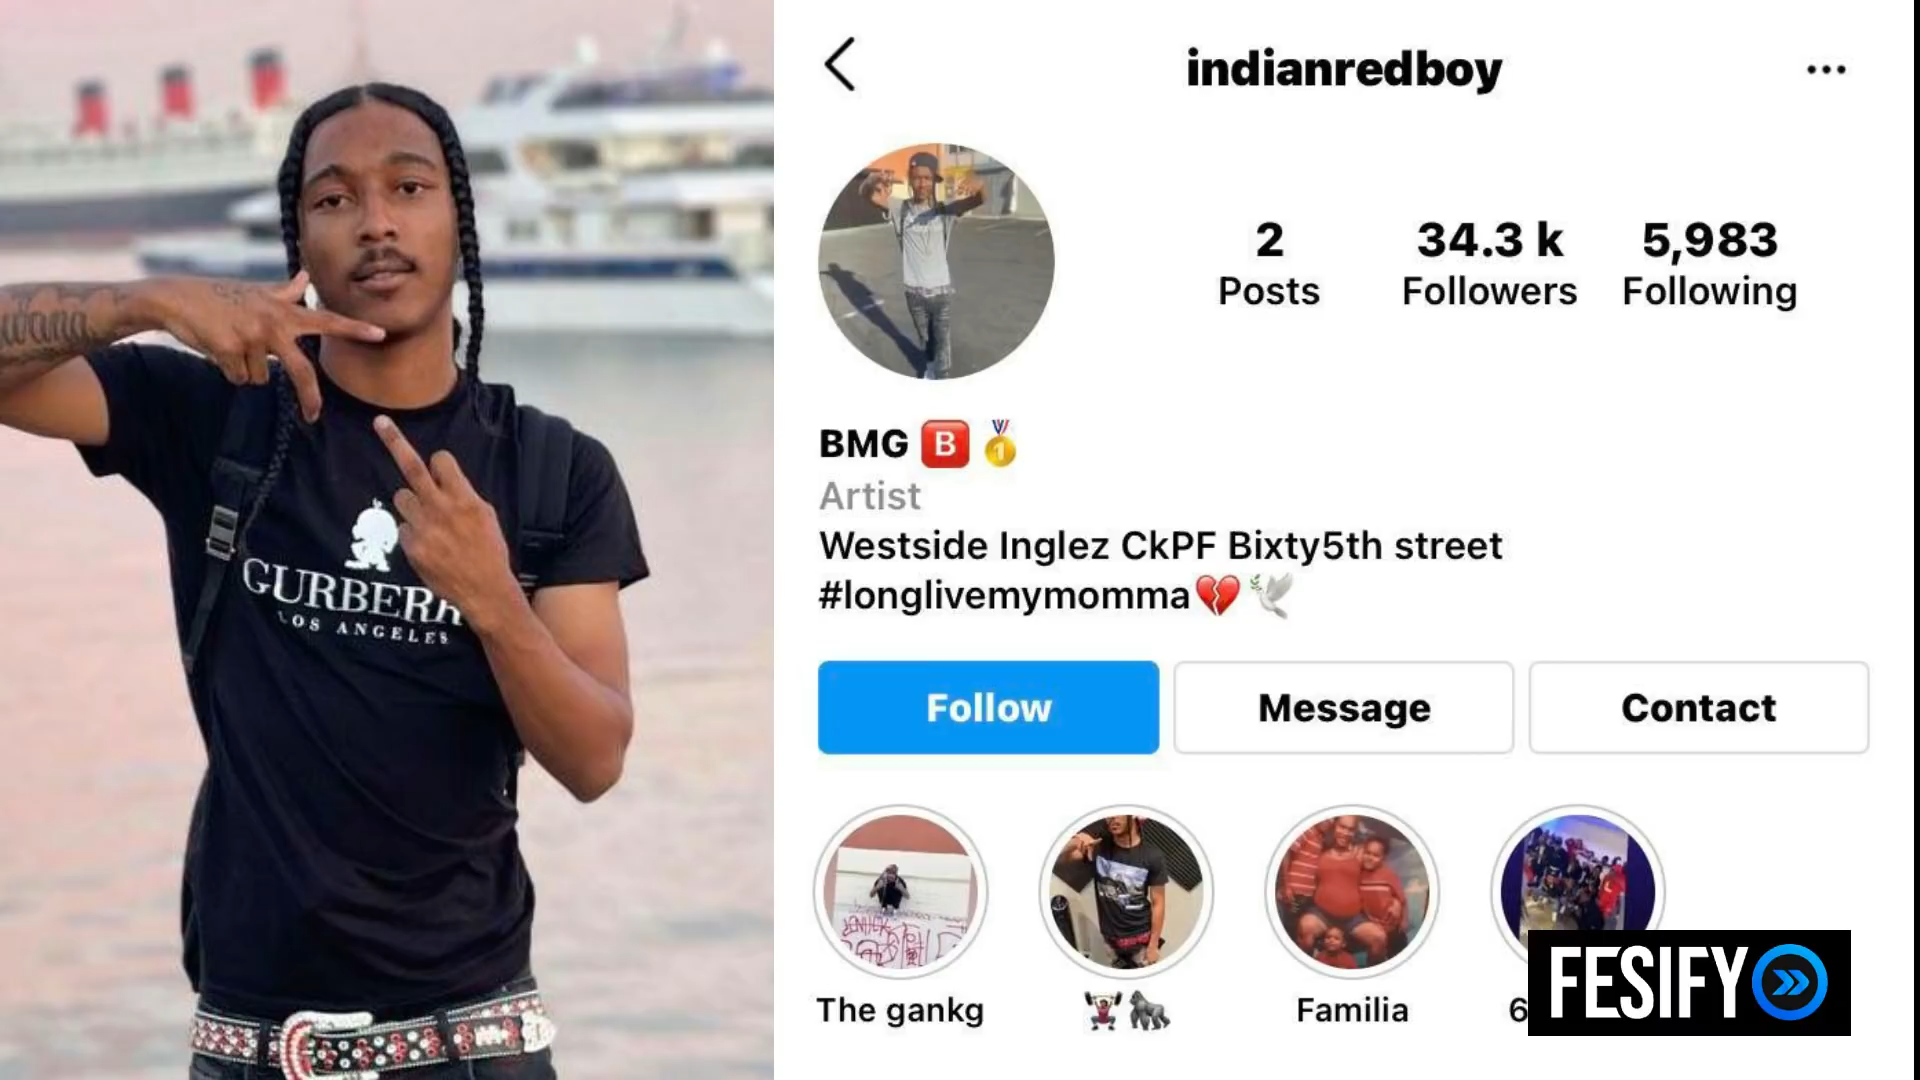 GURBERR
LOS ANGELES
indianredboy
2
Posts
34.3 k
Followers
5,983
Following
BMG 🅱️ 🥇
Artist
Westside Inglez CkPF Bixty5th street
#longlivemymomma💔🕊️
Follow
Message
Contact
The gankg
🏋🏾🦍
Familia
6
FESIFY